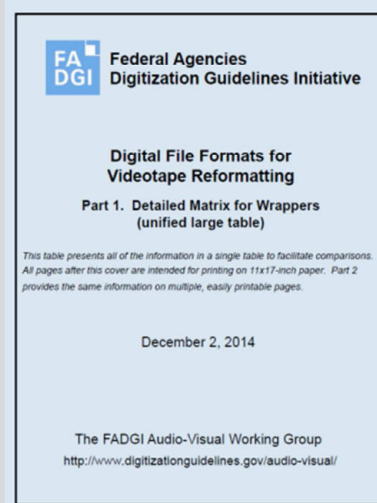 FA
DGI
Federal Agencies
Digitization Guidelines Initiative
Digital File Formats for
Videotape Reformatting
Part 1. Detailed Matrix for Wrappers
(unified large table)
This table presents all of the information in a single table to facilitate comparisons.
All pages after this cover are intended for printing on 11x17-inch paper. Part 2
provides the same information on multiple, easily printable pages.
December 2, 2014
The FADGI Audio-Visual Working Group
http://www.digitizationguidelines.gov/audio-visual/